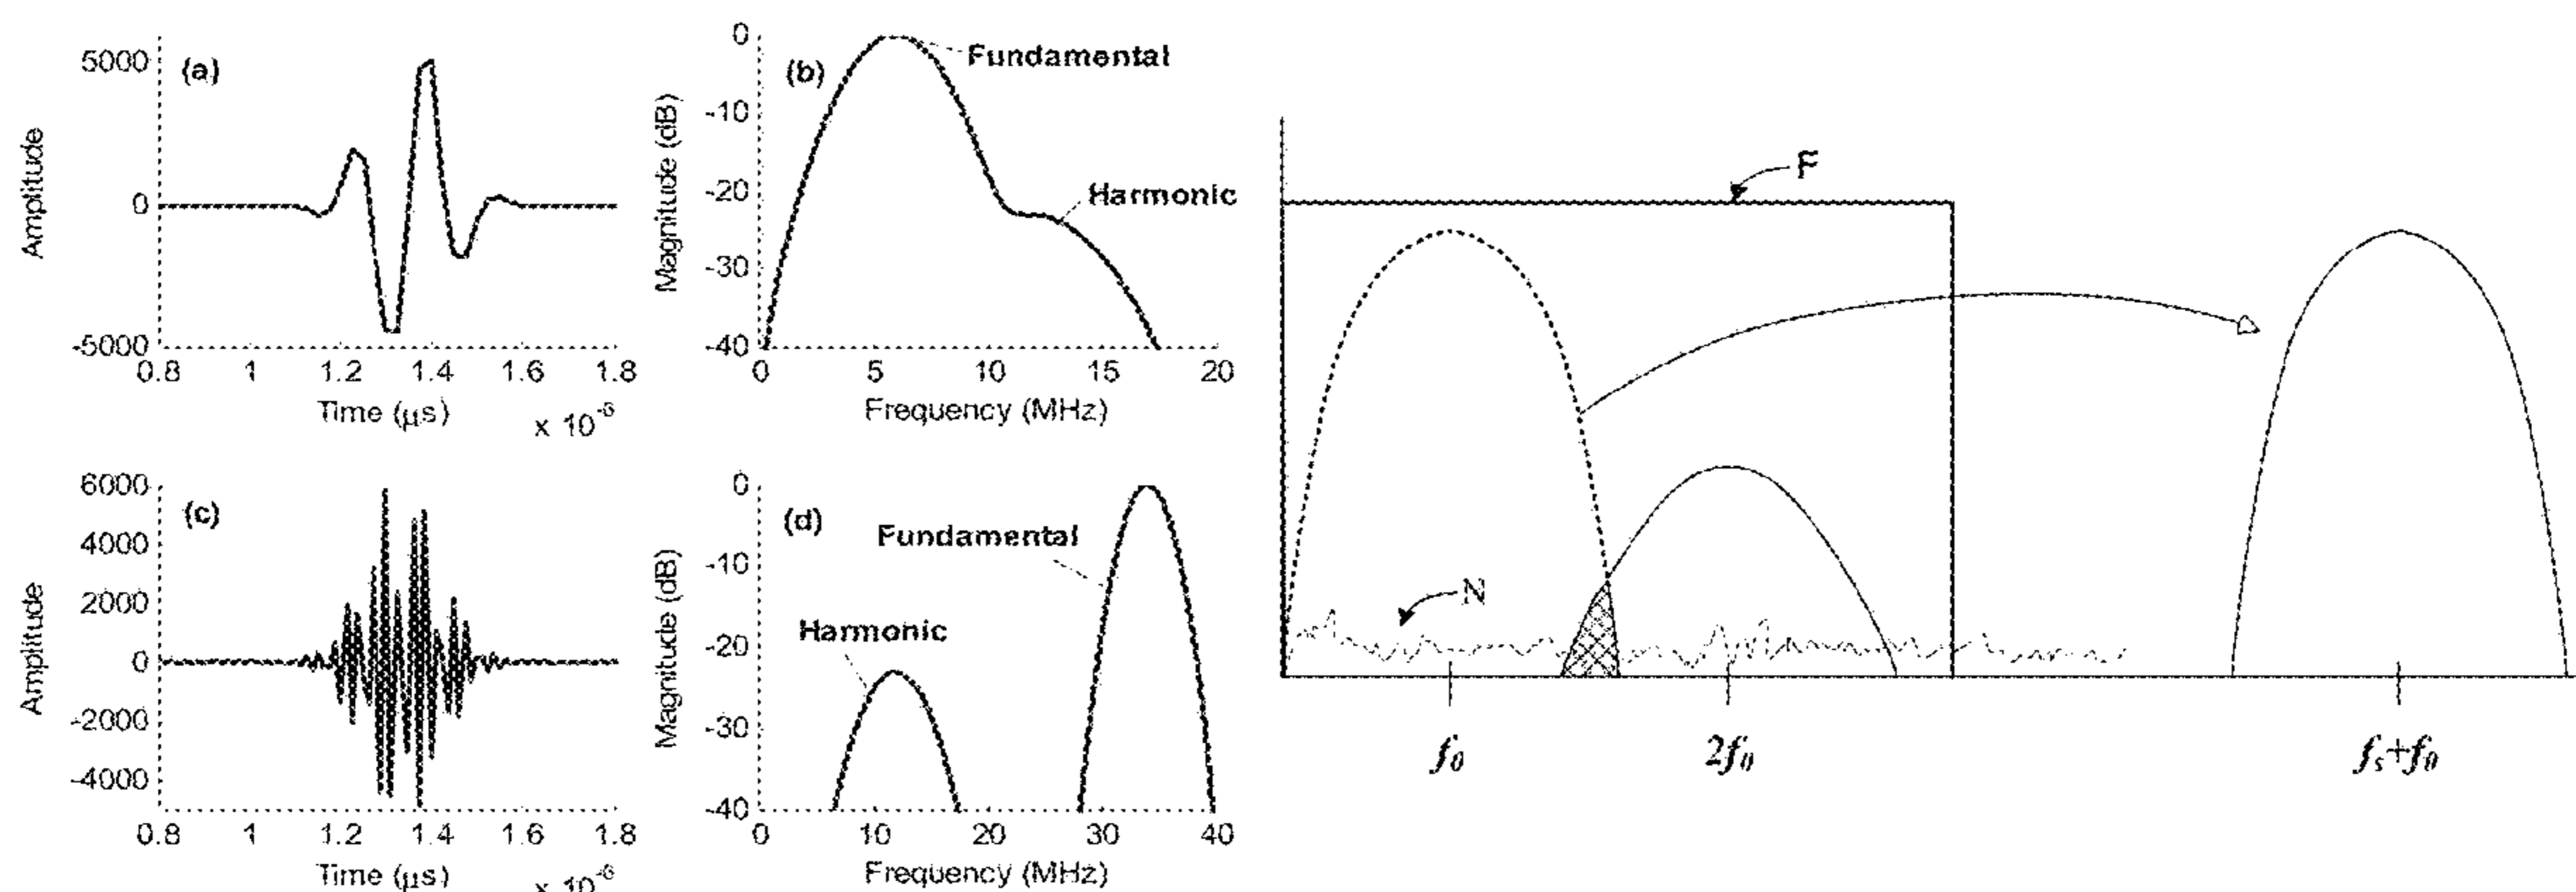 (a)
Amplitude
5000
0
-5000
0.8 1 1.2 1.4 1.6 1.8
Time (μs)
x 10-6
(b)
Fundamental
Harmonic
Magnitude (dB)
0
-10
-20
-30
-40
0 5 10 15 20
Frequency (MHz)
(c)
Amplitude
6000
4000
2000
0
-2000
-4000
0.8 1 1.2 1.4 1.6 1.8
Time (μs)
x 10-6
(d)
Fundamental
Harmonic
Magnitude (dB)
0
-10
-20
-30
-40
0 10 20 30 40
Frequency (MHz)
F
N
f0 2f0 fs+f0